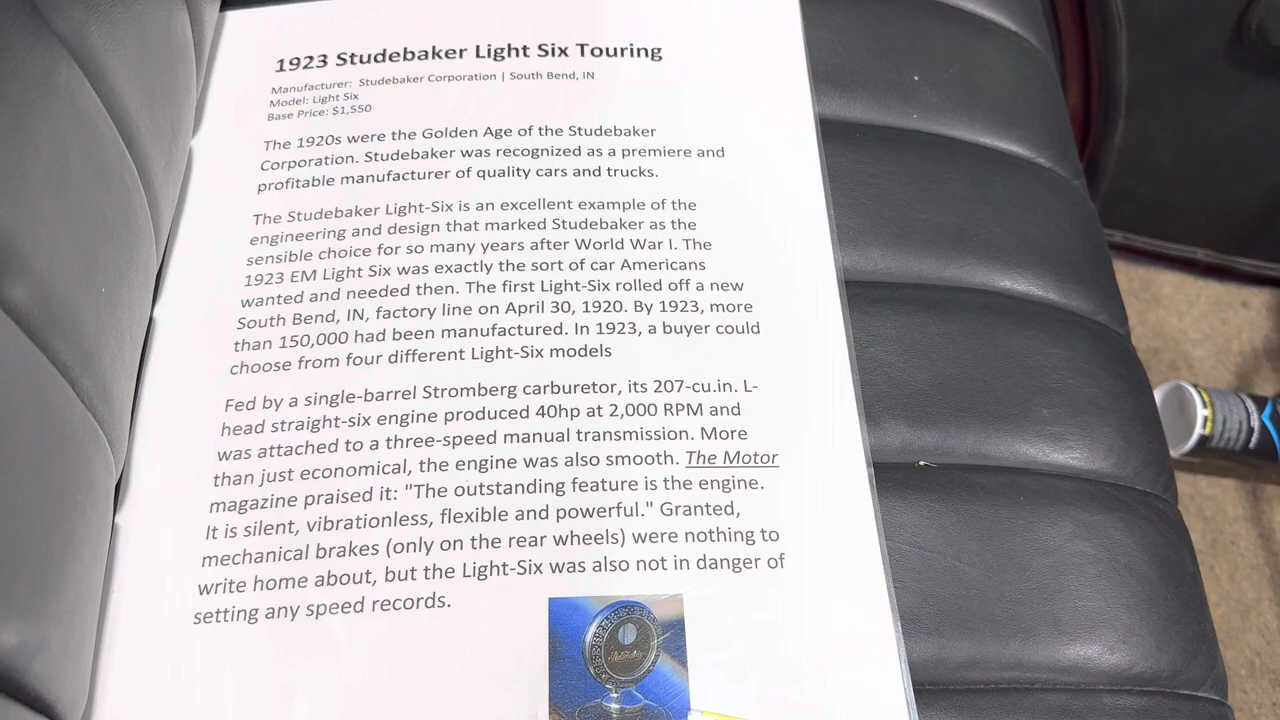 1923 Studebaker Light Six Touring
Manufacturer: Studebaker Corporation | South Bend, IN
Model: Light Six
Base Price: $1,550
The 1920s were the Golden Age of the Studebaker
Corporation. Studebaker was recognized as a premiere and
profitable manufacturer of quality cars and trucks.
The Studebaker Light-Six is an excellent example of the
engineering and design that marked Studebaker as the
sensible choice for so many years after World War I. The
1923 EM Light Six was exactly the sort of car Americans
wanted and needed then. The first Light-Six rolled off a new
South Bend, IN, factory line on April 30, 1920. By 1923, more
than 150,000 had been manufactured. In 1923, a buyer could
choose from four different Light-Six models
Fed by a single-barrel Stromberg carburetor, its 207-cu.in. L-
head straight-six engine produced 40hp at 2,000 RPM and
was attached to a three-speed manual transmission. More
than just economical, the engine was also smooth. The Motor
magazine praised it: "The outstanding feature is the engine.
It is silent, vibrationless, flexible and powerful." Granted,
mechanical brakes (only on the rear wheels) were nothing to
write home about, but the Light-Six was also not in danger of
setting any speed records.